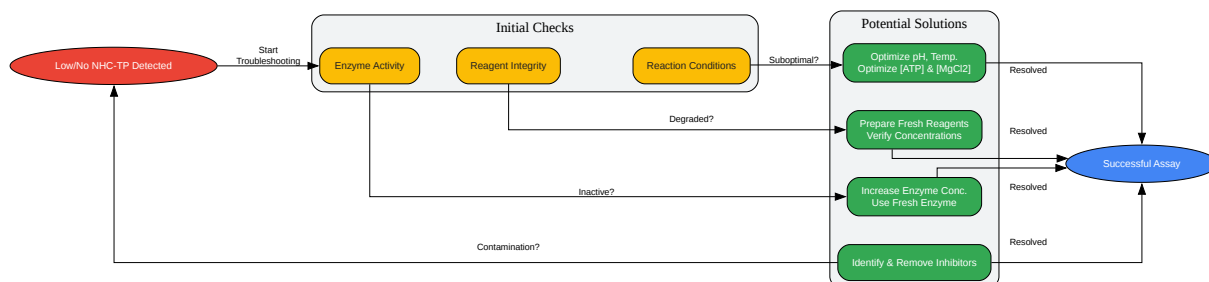 Initial Checks
Potential Solutions
Low/No NHC-TP Detected
Start
Troubleshooting
Enzyme Activity
Reagent Integrity
Reaction Conditions
Suboptimal?
Optimize pH, Temp.
Optimize [ATP] & [MgCl2]
Resolved
Degraded?
Prepare Fresh Reagents
Verify Concentrations
Resolved
Successful Assay
Inactive?
Increase Enzyme Conc.
Use Fresh Enzyme
Resolved
Contamination?
Identify & Remove Inhibitors
Resolved